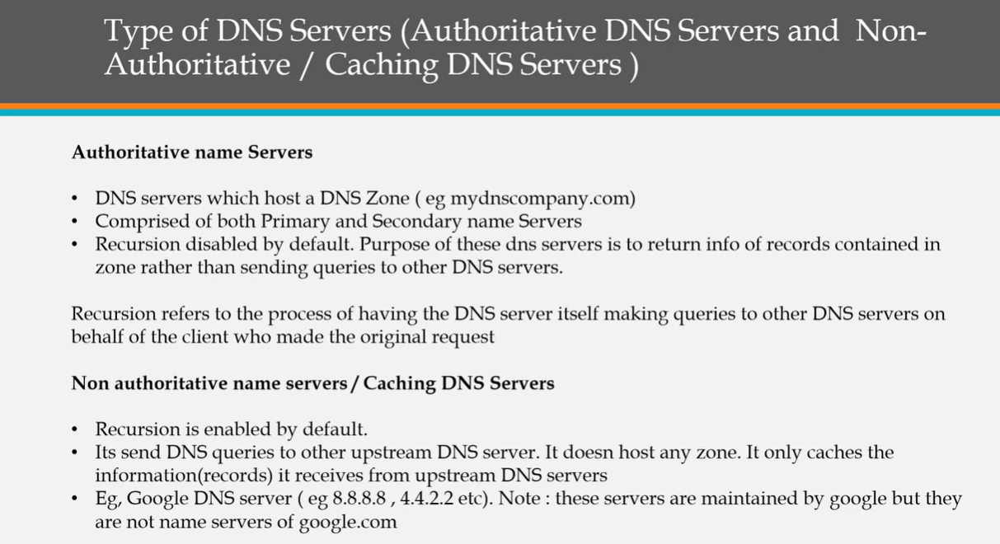 Type of DNS Servers (Authoritative DNS Servers and  Non-
Authoritative / Caching DNS Servers )
Authoritative name Servers
• DNS servers which host a DNS Zone ( eg mydnscompany.com)
• Comprised of both Primary and Secondary name Servers
• Recursion disabled by default. Purpose of these dns servers is to return info of records contained in
zone rather than sending queries to other DNS servers.
Recursion refers to the process of having the DNS server itself making queries to other DNS servers on
behalf of the client who made the original request
Non authoritative name servers / Caching DNS Servers
• Recursion is enabled by default.
• Its send DNS queries to other upstream DNS server. It doesn host any zone. It only caches the
information(records) it receives from upstream DNS servers
• Eg, Google DNS server ( eg 8.8.8.8 , 4.4.2.2 etc). Note : these servers are maintained by google but they
are not name servers of google.com